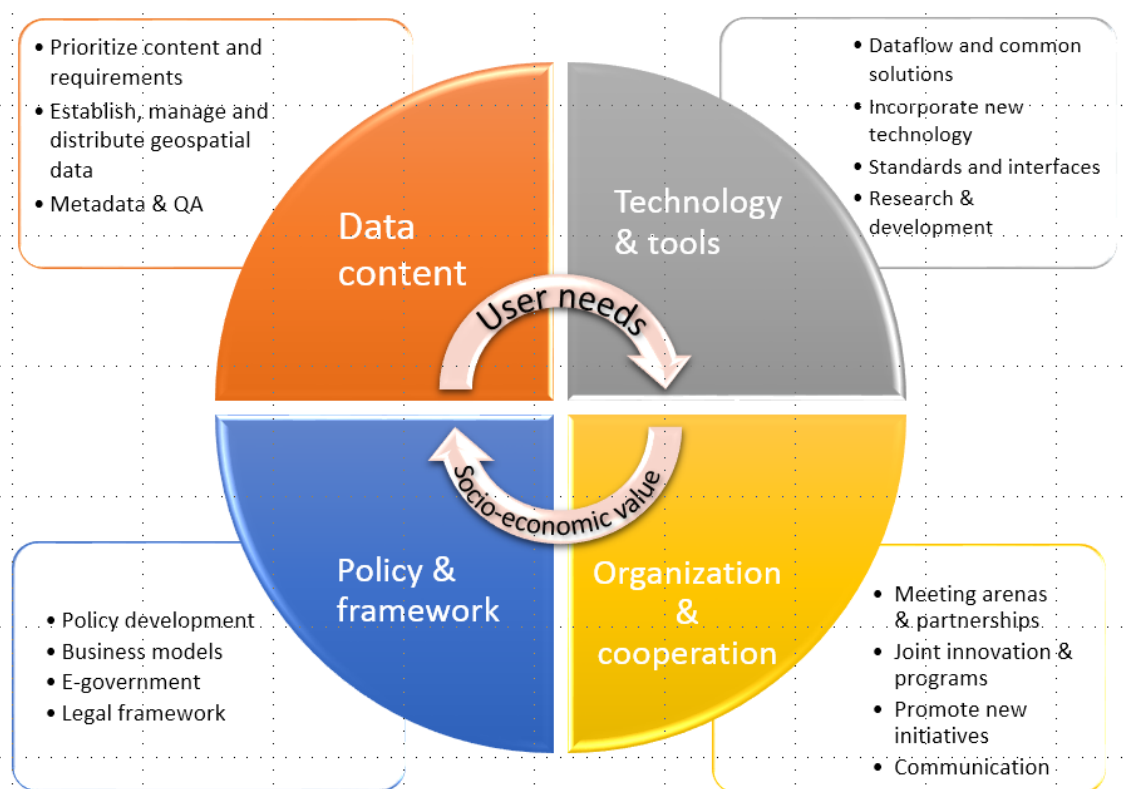 • Prioritize content and
requirements
• Establish, manage and
distribute geospatial
data
• Metadata & QA
• Dataflow and common
solutions
• Incorporate new
technology
• Standards and interfaces
• Research &
development
Data
content
Technology
& tools
User needs
Socio-economic value
Policy &
framework
Organization
&
cooperation
• Policy development
• Business models
• E-government
• Legal framework
• Meeting arenas
& partnerships
• Joint innovation &
programs
• Promote new
initiatives
• Communication